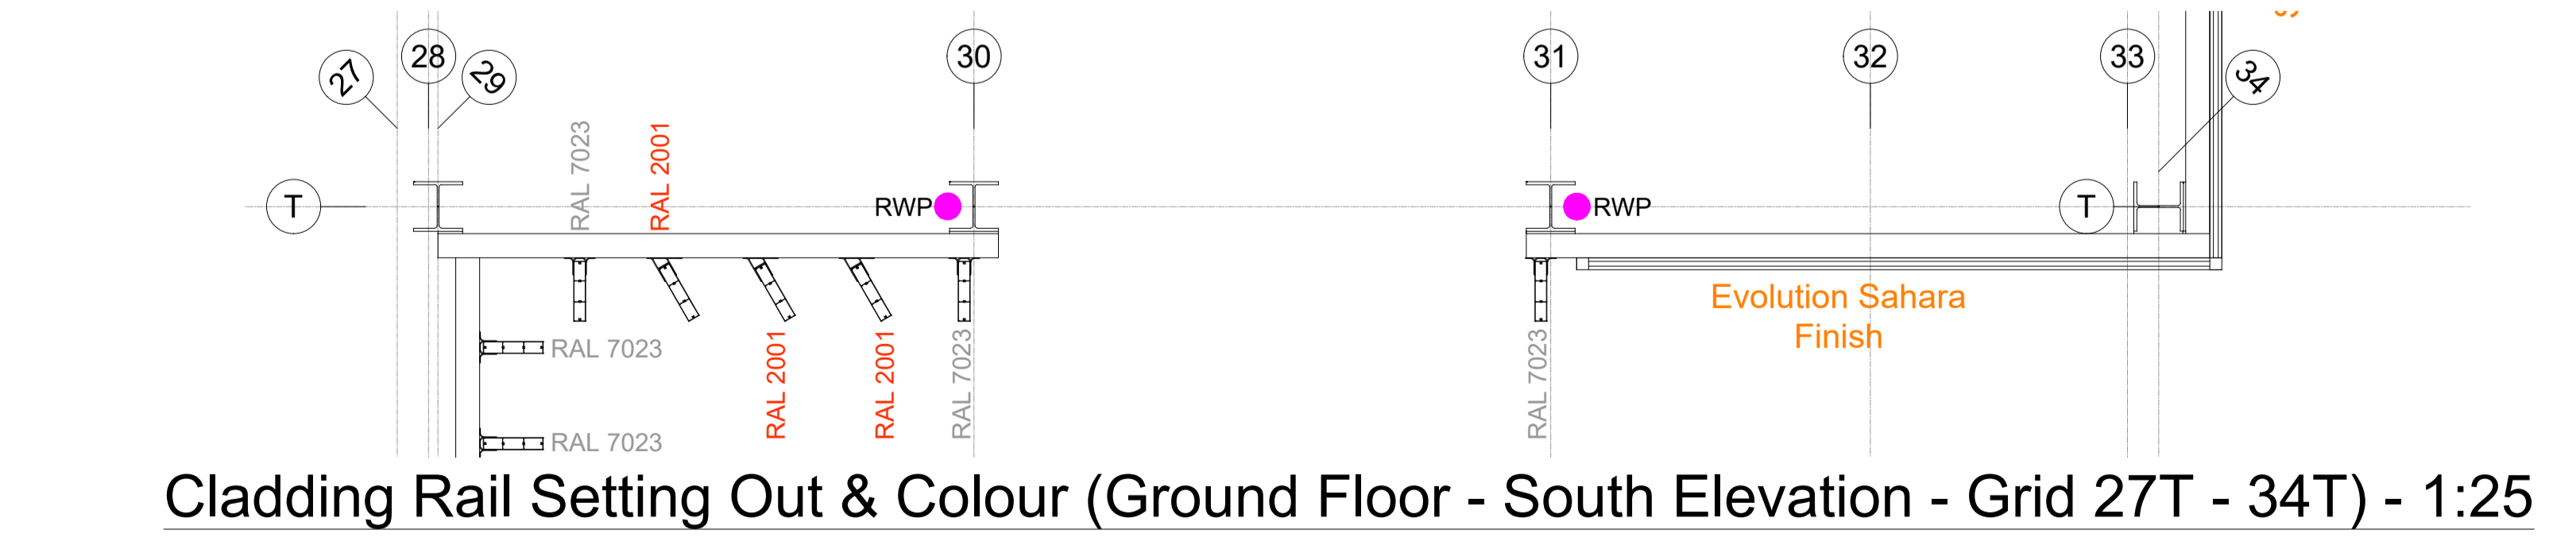 27
28
29
30
31
32
33
34
RAL 7023
RAL 2001
T
RWP
RWP
T
Evolution Sahara
Finish
RAL 7023
RAL 2001
RAL 2001
RAL 7023
RAL 7023
RAL 7023
Cladding Rail Setting Out & Colour (Ground Floor - South Elevation - Grid 27T - 34T) - 1:25